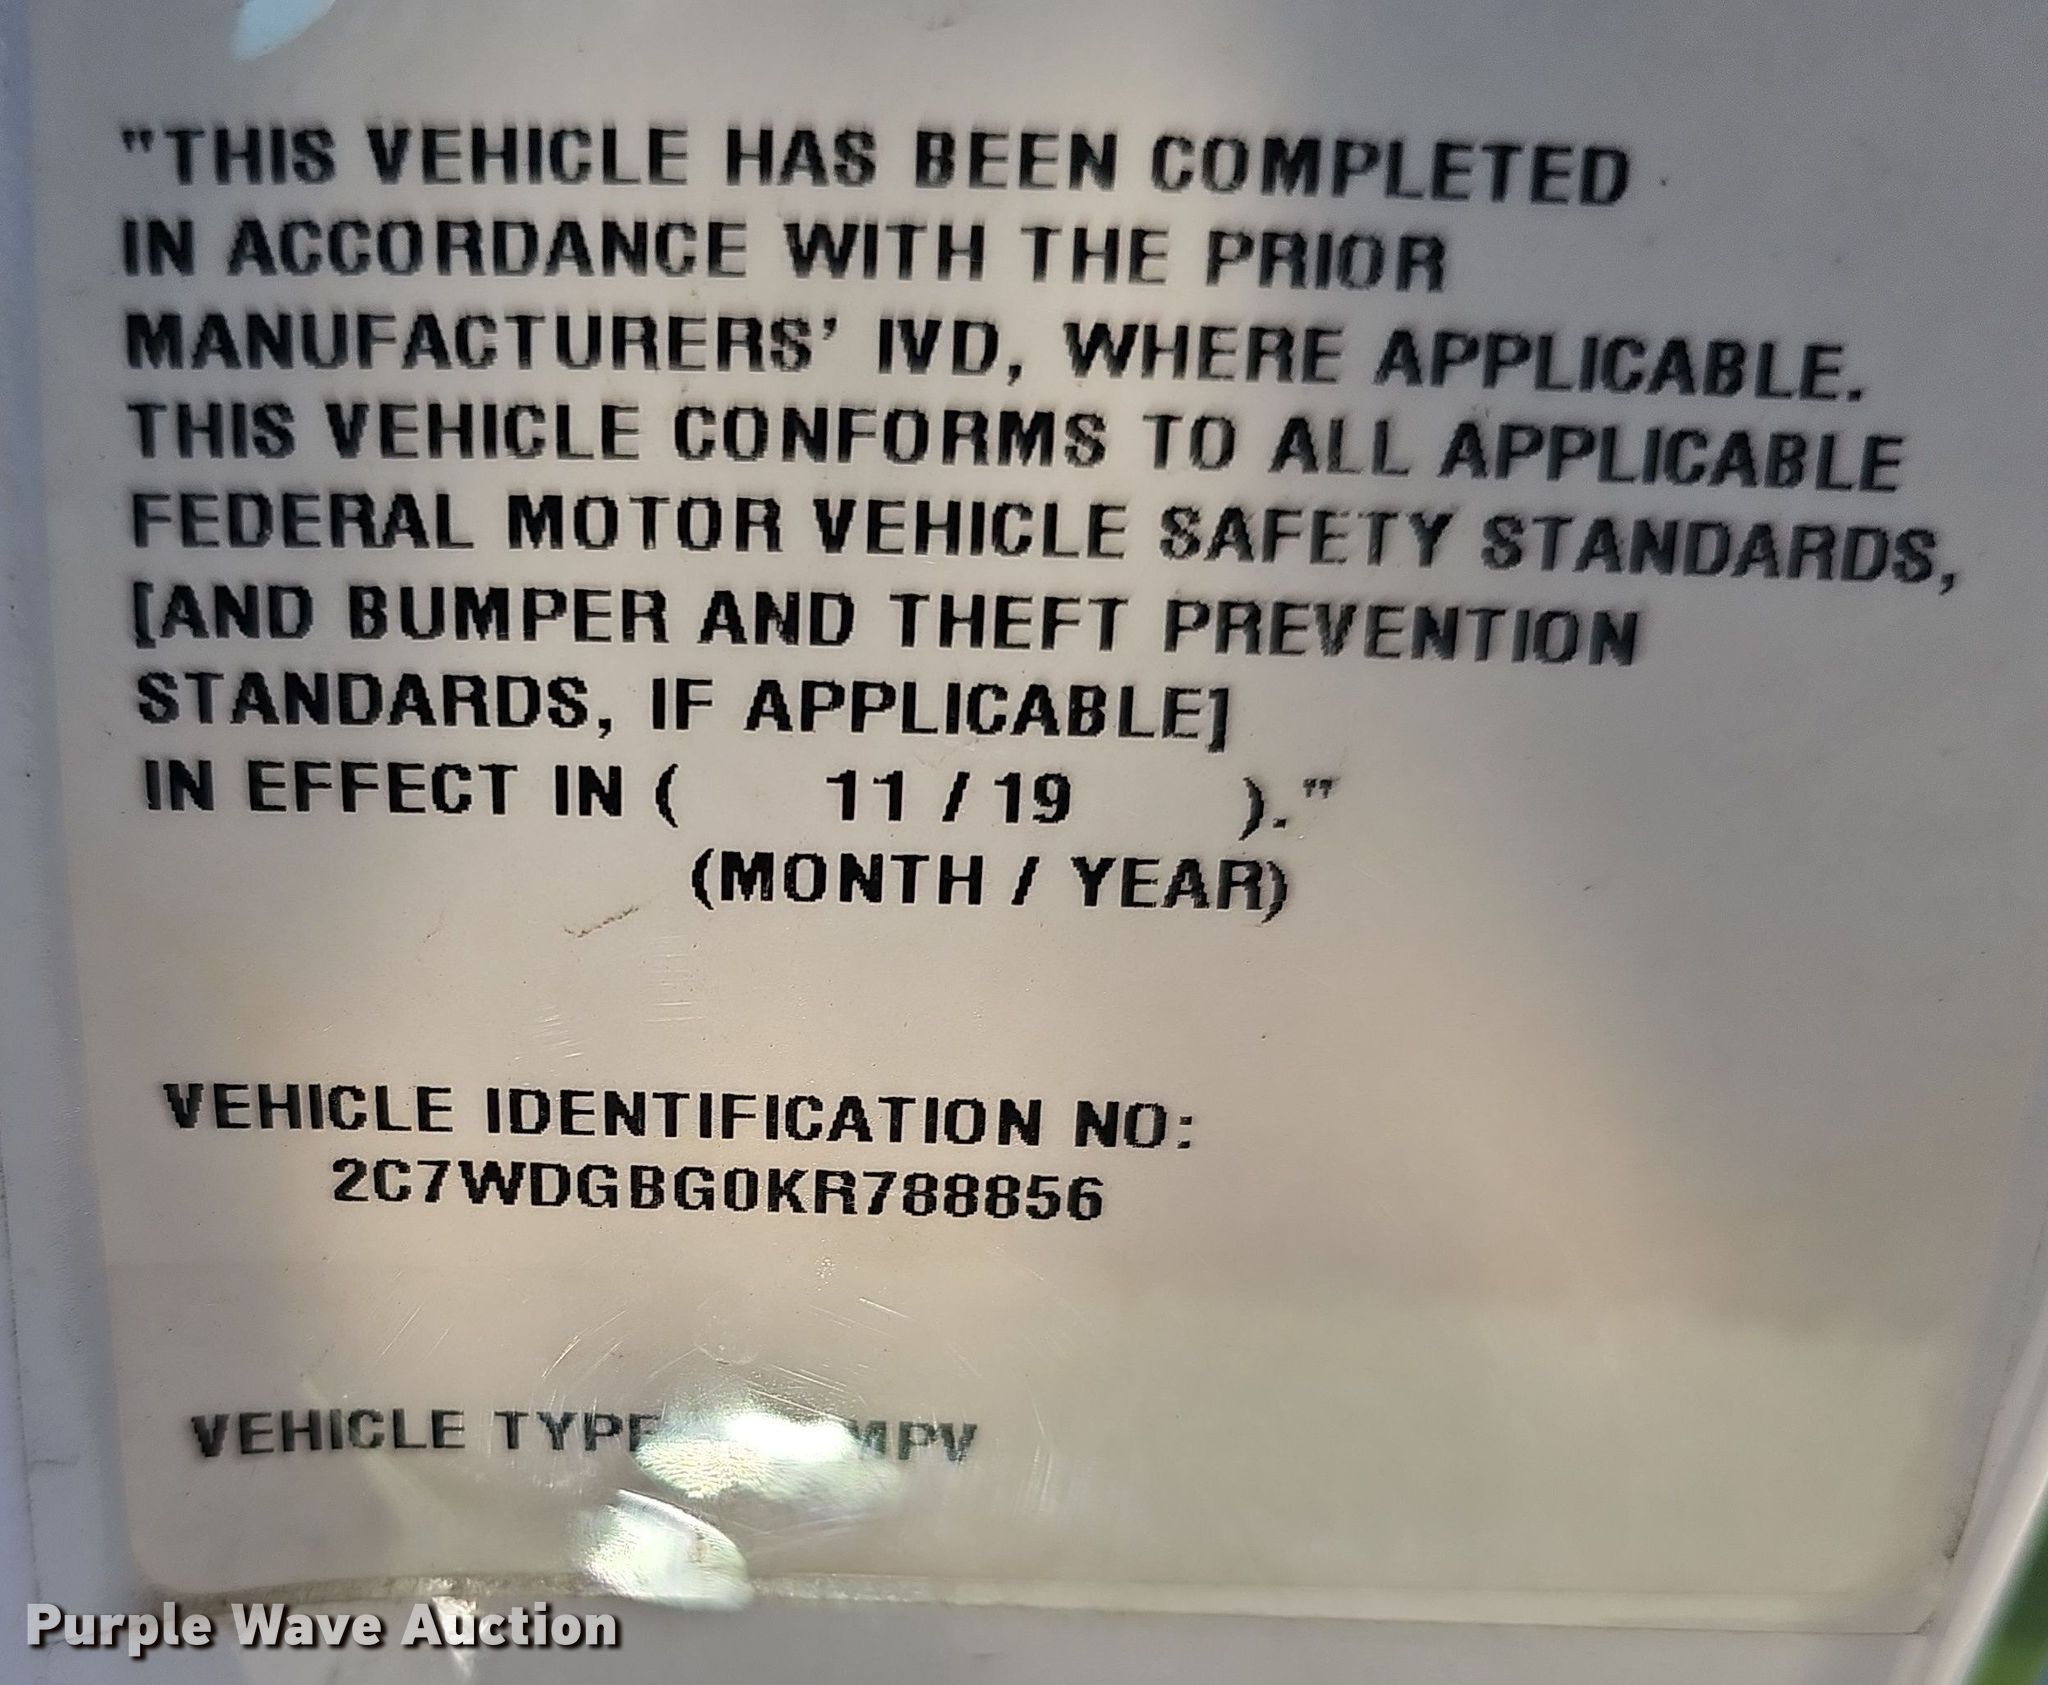 "THIS VEHICLE HAS BEEN COMPLETED
IN ACCORDANCE WITH THE PRIOR
MANUFACTURERS' IVD, WHERE APPLICABLE.
THIS VEHICLE CONFORMS TO ALL APPLICABLE
FEDERAL MOTOR VEHICLE SAFETY STANDARDS,
[AND BUMPER AND THEFT PREVENTION
STANDARDS, IF APPLICABLE]
IN EFFECT IN ( 11 / 19 )."
(MONTH / YEAR)
VEHICLE IDENTIFICATION NO:
2C7WDGBG0KR788856
VEHICLE TYPE MPV
Purple Wave Auction